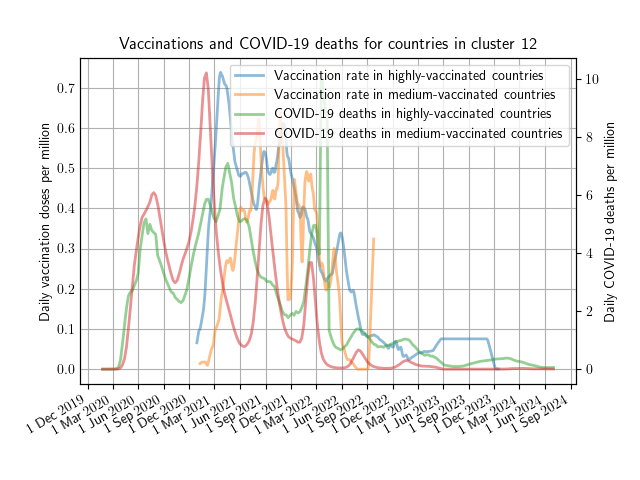 Vaccinations and COVID-19 deaths for countries in cluster 12
Vaccination rate in highly-vaccinated countries
Vaccination rate in medium-vaccinated countries
COVID-19 deaths in highly-vaccinated countries
COVID-19 deaths in medium-vaccinated countries
Daily vaccination doses per million
0.7
0.6
0.5
0.4
0.3
0.2
0.1
0.0
10
8
6
4
2
0
Daily COVID-19 deaths per million
1 Dec 2019
1 Mar 2020
1 Jun 2020
1 Sep 2020
1 Dec 2020
1 Mar 2021
1 Jun 2021
1 Sep 2021
1 Dec 2021
1 Mar 2022
1 Jun 2022
1 Sep 2022
1 Dec 2022
1 Mar 2023
1 Jun 2023
1 Sep 2023
1 Dec 2023
1 Mar 2024
1 Jun 2024
1 Sep 2024